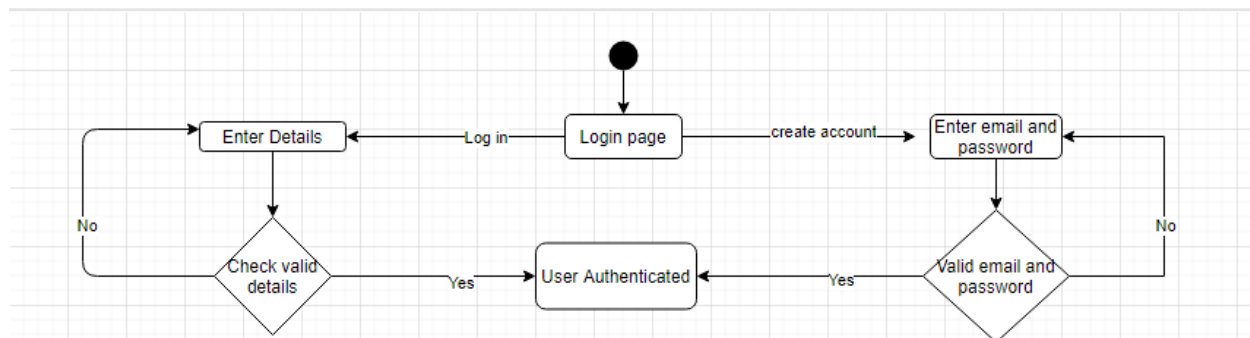 Enter Details
Log in
Login page
create account
Enter email and
password
No
No
Check valid
details
Yes
User Authenticated
Yes
Valid email and
password